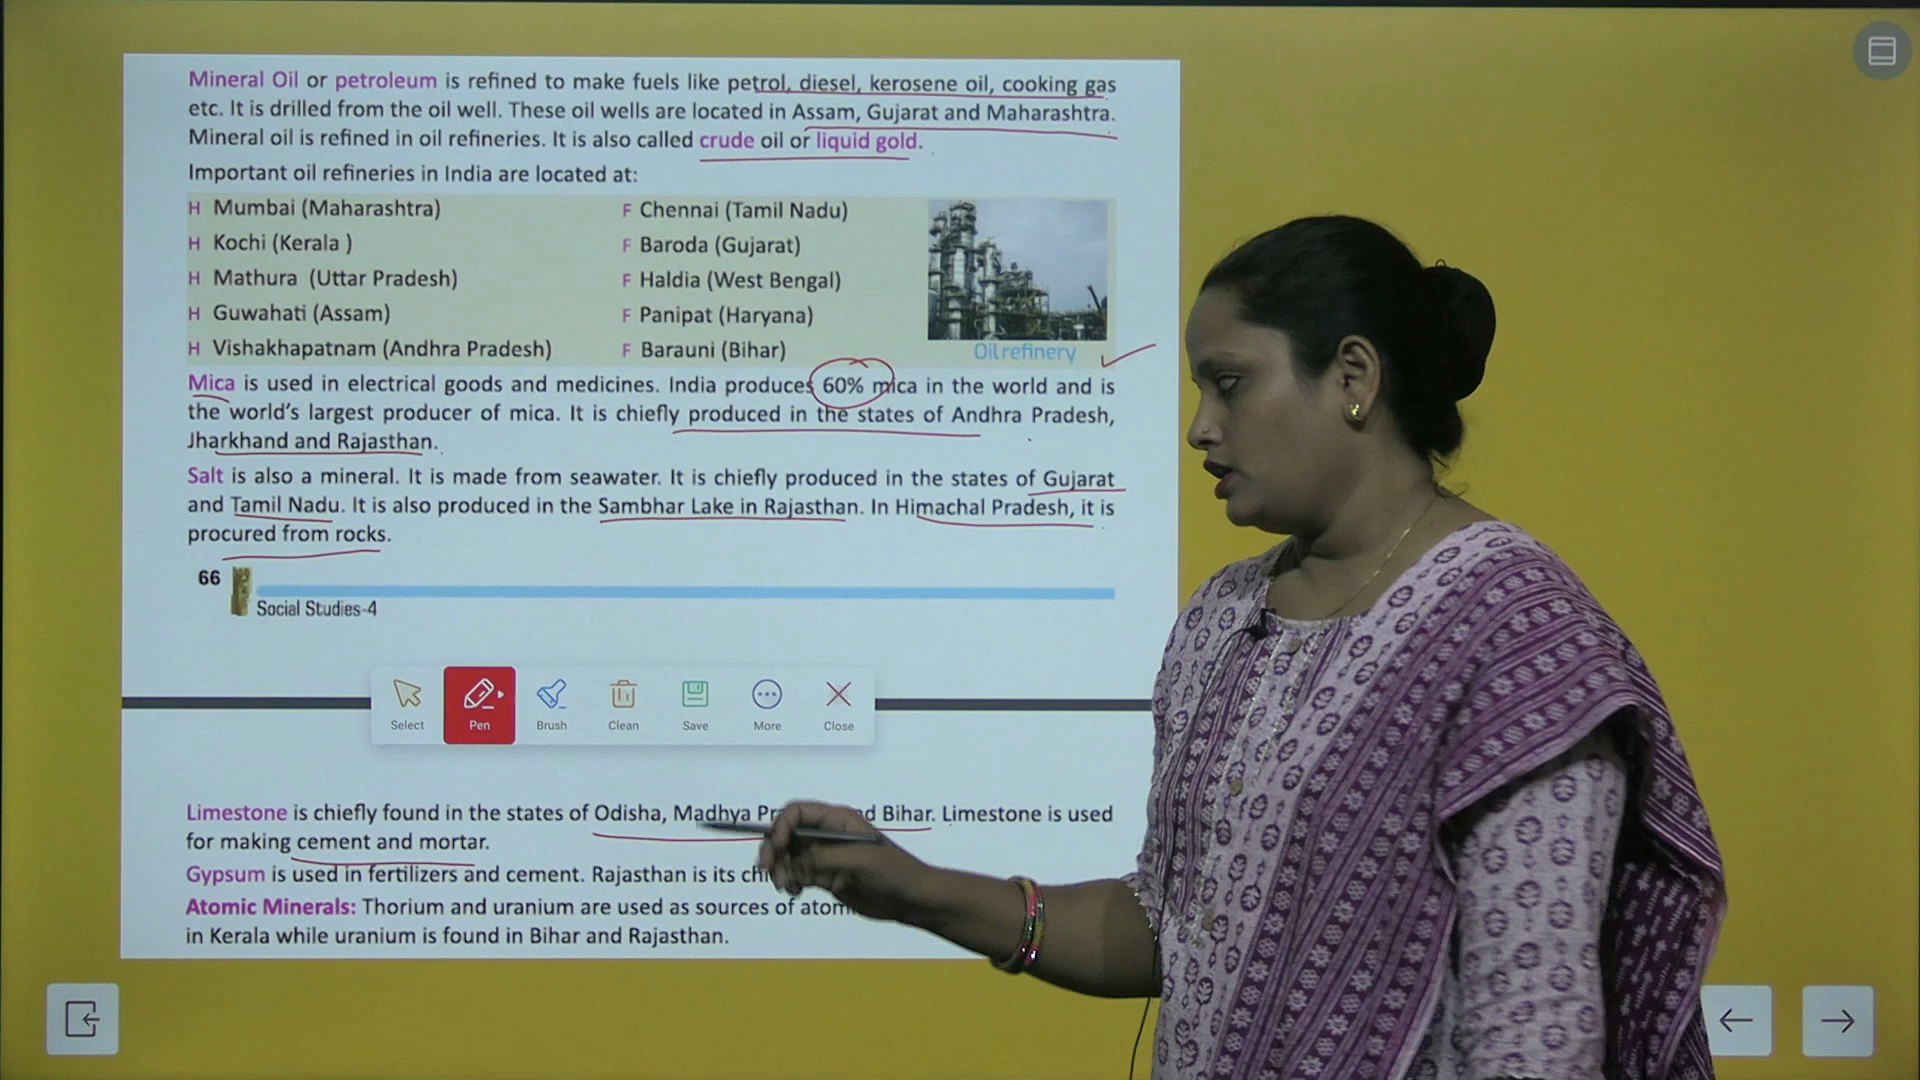 Mineral Oil or petroleum is refined to make fuels like petrol, diesel, kerosene oil, cooking gas
etc. It is drilled from the oil well. These oil wells are located in Assam, Gujarat and Maharashtra.
Mineral oil is refined in oil refineries. It is also called crude oil or liquid gold.
Important oil refineries in India are located at:
H Mumbai (Maharashtra)
F Chennai (Tamil Nadu)
H Kochi (Kerala )
F Baroda (Gujarat)
H Mathura (Uttar Pradesh)
F Haldia (West Bengal)
H Guwahati (Assam)
F Panipat (Haryana)
H Vishakhapatnam (Andhra Pradesh)
F Barauni (Bihar)
Oil refinery
Mica is used in electrical goods and medicines. India produces 60% mica in the world and is
the world's largest producer of mica. It is chiefly produced in the states of Andhra Pradesh,
Jharkhand and Rajasthan.
Salt is also a mineral. It is made from seawater. It is chiefly produced in the states of Gujarat
and Tamil Nadu. It is also produced in the Sambhar Lake in Rajasthan. In Himachal Pradesh, it is
procured from rocks.
66
Social Studies-4
Select Pen Brush Clean Save More Close
Limestone is chiefly found in the states of Odisha, Madhya Bihar. Limestone is used
for making cement and mortar.
Gypsum is used in fertilizers and cement. Rajasthan is its
Atomic Minerals: Thorium and uranium are used as sources of
in Kerala while uranium is found in Bihar and Rajasthan.